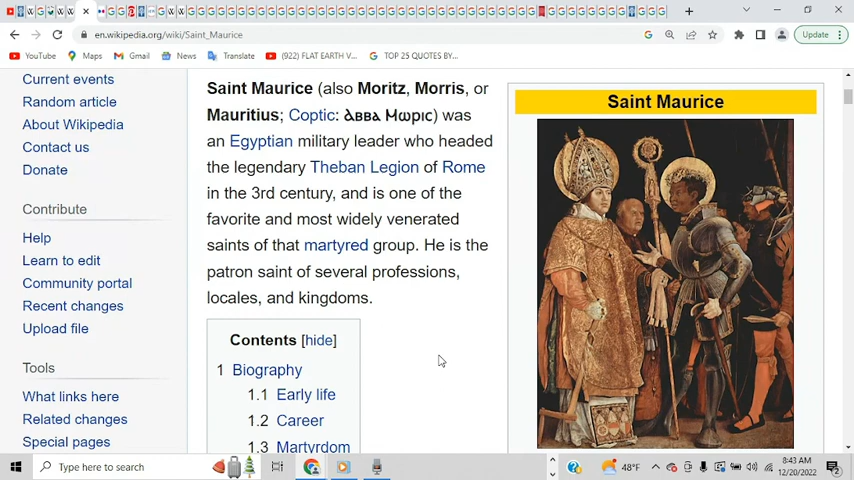 Update
en.wikipedia.org/wiki/Saint_Maurice
YouTube
Maps
Gmail
News
Translate
(922) FLAT EARTH V...
TOP 25 QUOTES BY...
Current events
Random article
About Wikipedia
Contact us
Donate
Contribute
Help
Learn to edit
Community portal
Recent changes
Upload file
Tools
What links here
Related changes
Special pages
Saint Maurice (also Moritz, Morris, or
Mauritius; Coptic: Ⲁⲃⲃⲁ Ⲙⲱⲣⲓⲥ) was
an Egyptian military leader who headed
the legendary Theban Legion of Rome
in the 3rd century, and is one of the
favorite and most widely venerated
saints of that martyred group. He is the
patron saint of several professions,
locales, and kingdoms.
Contents [hide]
1 Biography
1.1 Early life
1.2 Career
1.3 Martyrdom
Saint Maurice
Type here to search
48°F
8:43 AM
12/20/2022
2